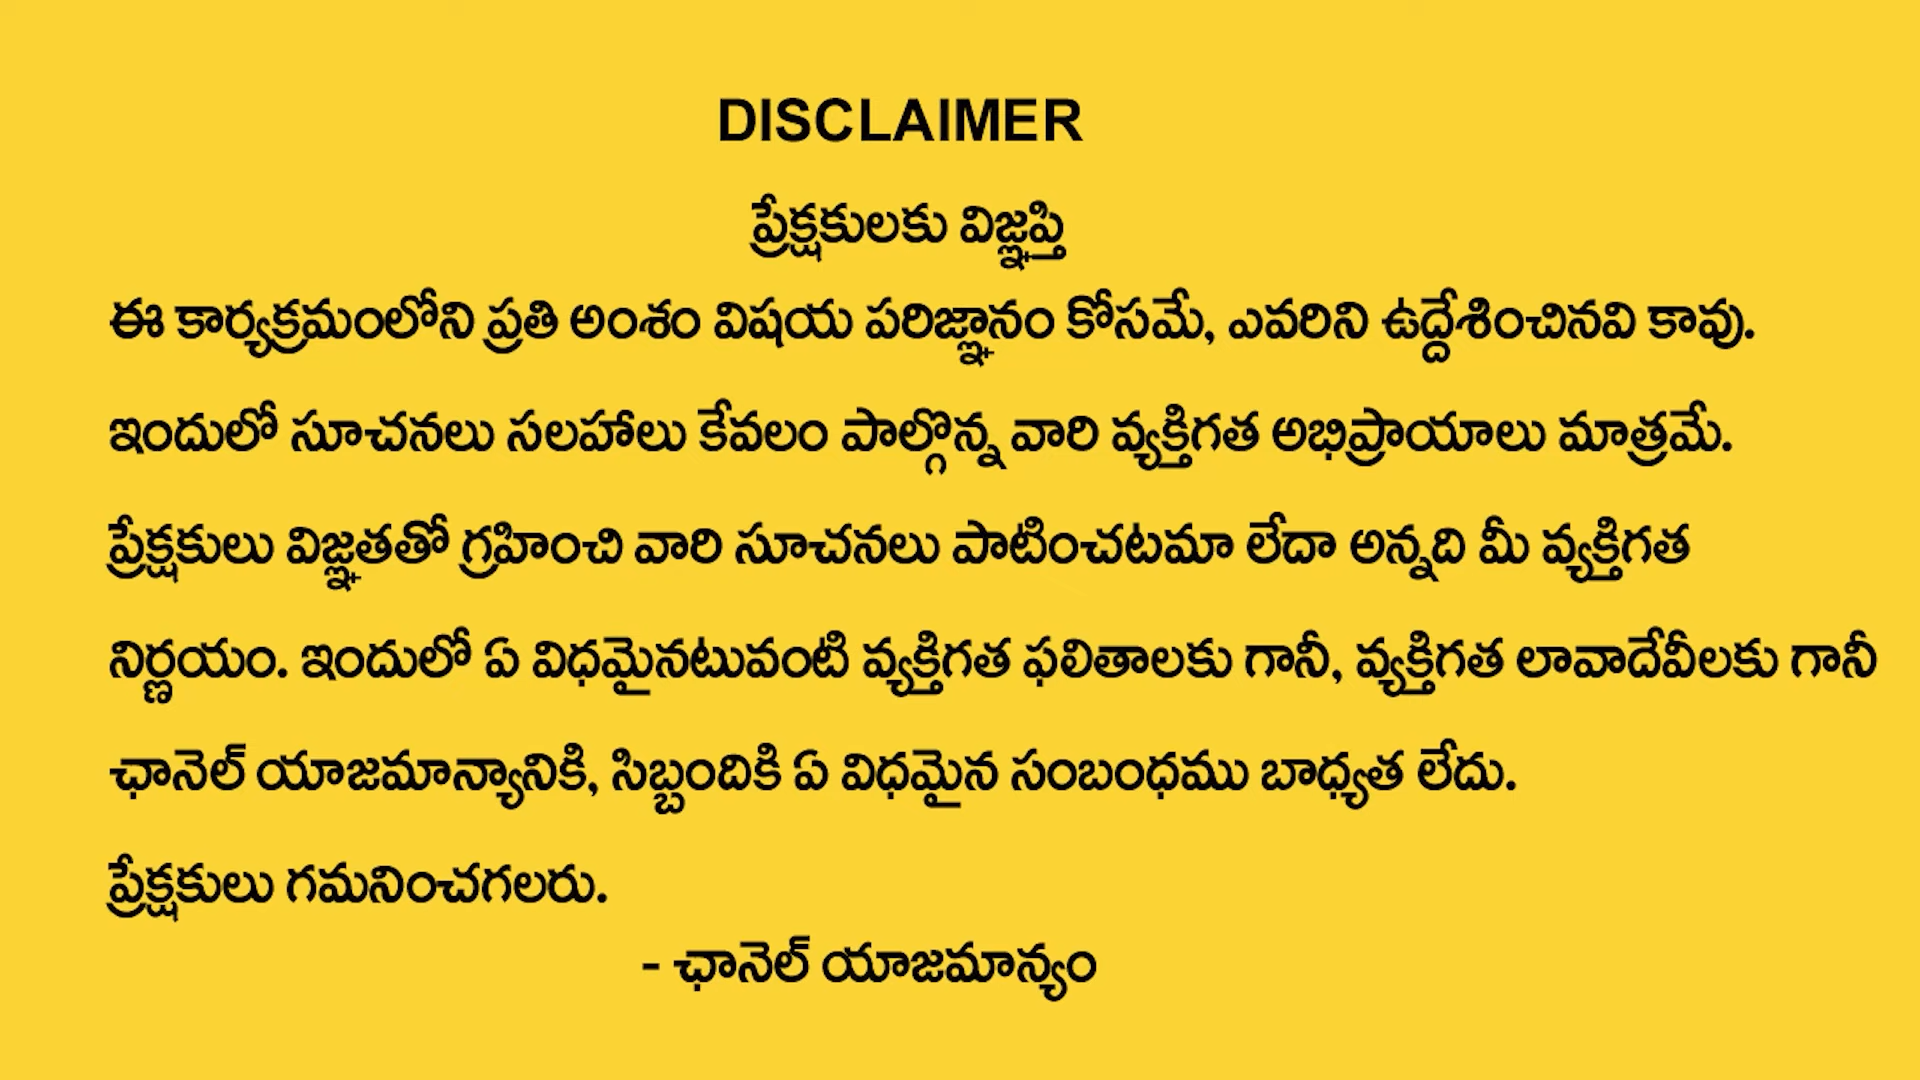 DISCLAIMER
ప్రేక్షకులకు విజ్ఞప్తి
ఈ కార్యక్రమంలోని ప్రతి అంశం విషయ పరిజ్ఞానం కోసమే, ఎవరిని ఉద్దేశించినవి కావు.
ఇందులో సూచనలు సలహాలు కేవలం పాల్గొన్న వారి వ్యక్తిగత అభిప్రాయాలు మాత్రమే.
ప్రేక్షకులు విజ్ఞతతో గ్రహించి వారి సూచనలు పాటించటమా లేదా అన్నది మీ వ్యక్తిగత
నిర్ణయం. ఇందులో ఏ విధమైనటువంటి వ్యక్తిగత ఫలితాలకు గానీ, వ్యక్తిగత లావాదేవీలకు గానీ
ఛానెల్ యాజమాన్యానికి, సిబ్బందికి ఏ విధమైన సంబంధము బాధ్యత లేదు.
ప్రేక్షకులు గమనించగలరు.
- ఛానెల్ యాజమాన్యం